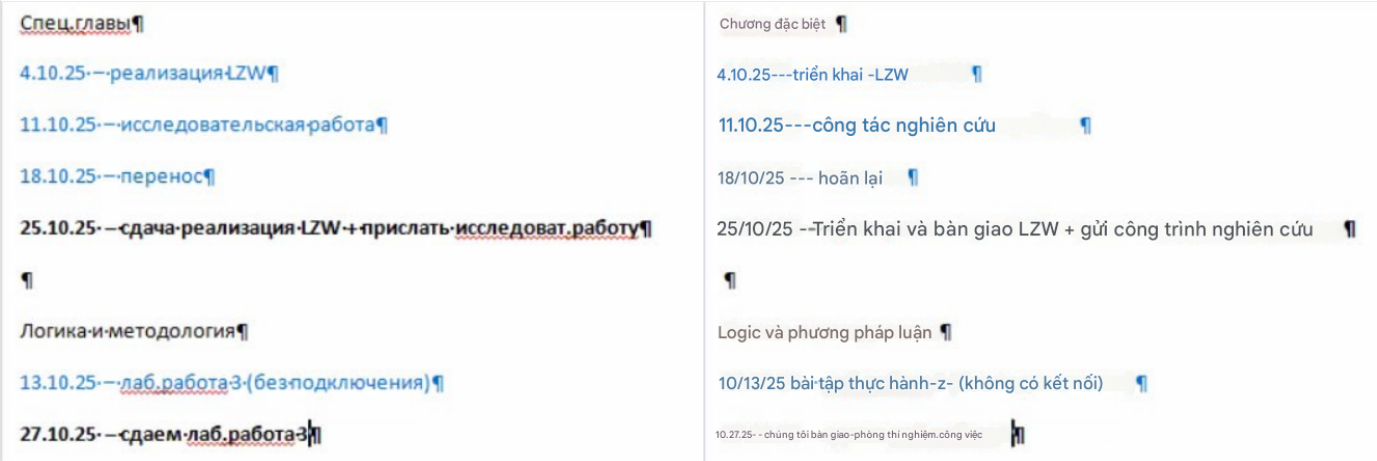 Спец.главы¶
4.10.25·–·реализация·LZW¶
11.10.25·–·исследовательская·работа¶
18.10.25·–·перенос¶
25.10.25·–·сдача·реализация·LZW·+·прислать·исследоват.работу¶
¶
Логика·и·методология¶
13.10.25·–·лаб.работа·3·(без·подключения)¶
27.10.25·–·сдаем·лаб.работа·3¶
Chương đặc biệt ¶
4.10.25---triển khai -LZW ¶
11.10.25---công tác nghiên cứu ¶
18/10/25 --- hoãn lại ¶
25/10/25 --Triển khai và bàn giao LZW + gửi công trình nghiên cứu ¶
¶
Logic và phương pháp luận ¶
10/13/25 bài·tập thực hành-z- (không có kết nối) ¶
10.27.25- - chúng tôi bàn giao-phòng thí nghiệm.công việc ¶